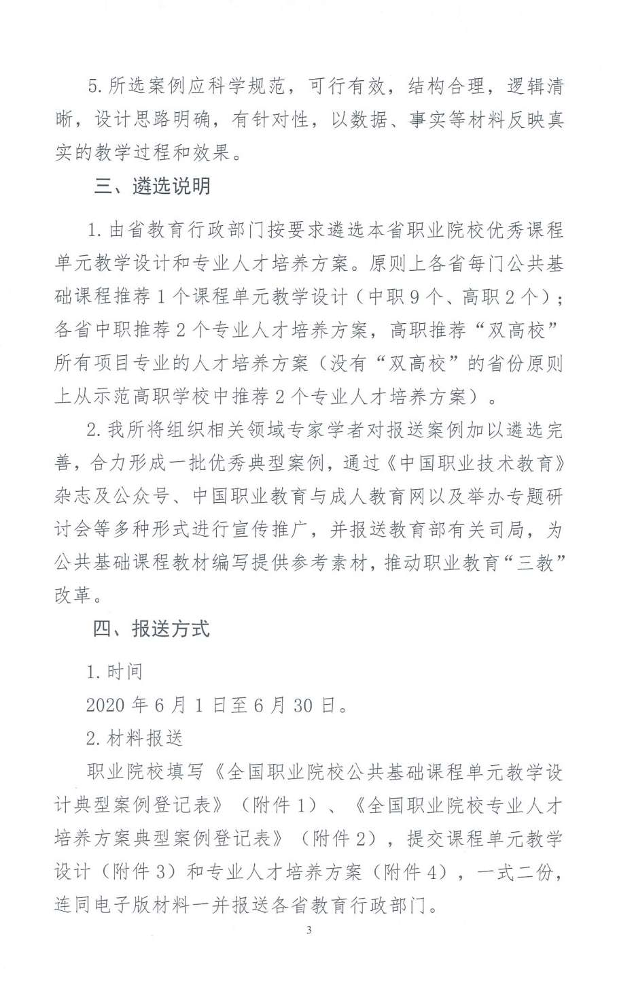 5.所选案例应科学规范，可行有效，结构合理，逻辑清
晰，设计思路明确，有针对性，以数据、事实等材料反映真
实的教学过程和效果。
三、遴选说明
1.由省教育行政部门按要求遴选本省职业院校优秀课程
单元教学设计和专业人才培养方案。原则上各省每门公共基
础课程推荐1个课程单元教学设计（中职9个、高职2个）；
各省中职推荐2个专业人才培养方案，高职推荐“双高校”
所有项目专业的人才培养方案（没有“双高校”的省份原则
上从示范高职学校中推荐2个专业人才培养方案）。
2.我所将组织相关领域专家学者对报送案例加以遴选完
善，合力形成一批优秀典型案例，通过《中国职业技术教育》
杂志及公众号、中国职业教育与成人教育网以及举办专题研
讨会等多种形式进行宣传推广，并报送教育部有关司局，为
公共基础课程教材编写提供参考素材，推动职业教育“三教”
改革。
四、报送方式
1.时间
2020年6月1日至6月30日。
2.材料报送
职业院校填写《全国职业院校公共基础课程单元教学设
计典型案例登记表》（附件1）、《全国职业院校专业人才
培养方案典型案例登记表》（附件2），提交课程单元教学
设计（附件3）和专业人才培养方案（附件4），一式二份，
连同电子版材料一并报送各省教育行政部门。
3